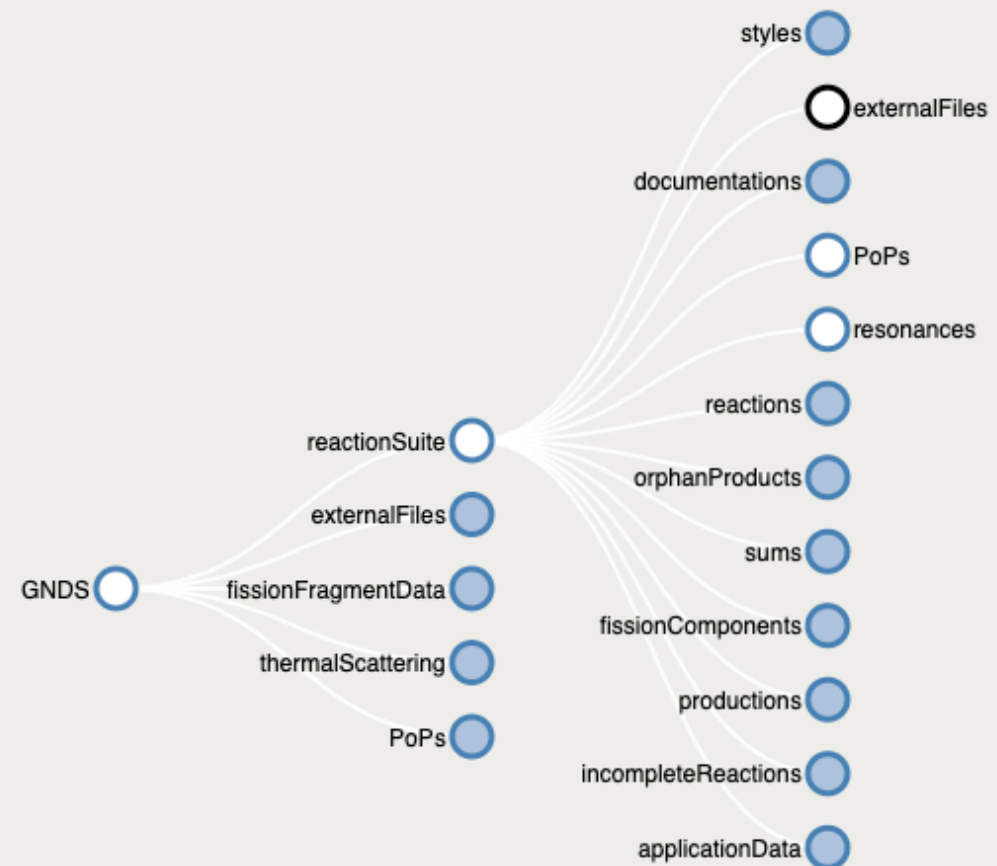 GNDS
reactionSuite
externalFiles
fissionFragmentData
thermalScattering
PoPs
styles
externalFiles
documentations
PoPs
resonances
reactions
orphanProducts
sums
fissionComponents
productions
incompleteReactions
applicationData